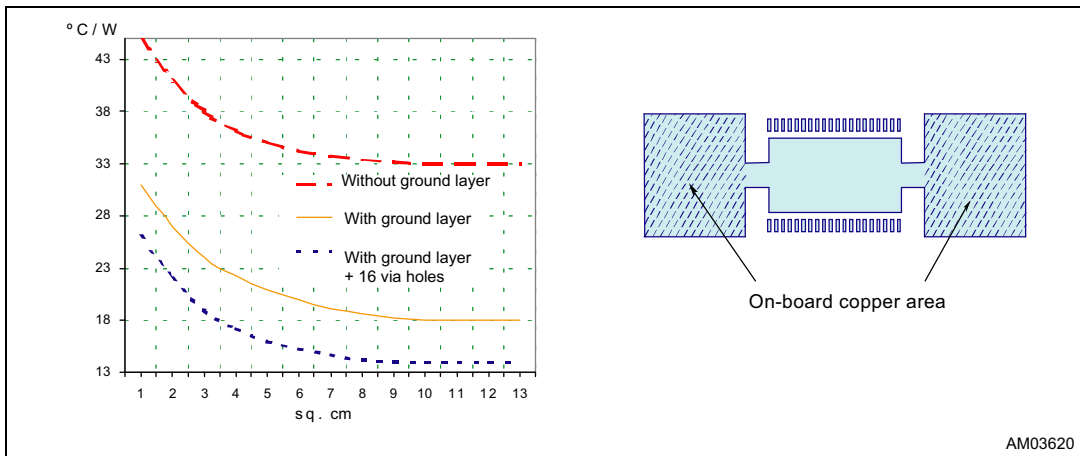 º C / W
43
38
33
28
23
18
13
1 2 3 4 5 6 7 8 9 10 11 12 13
sq. cm
Without ground layer
With ground layer
With ground layer
+ 16 via holes
On-board copper area
AM03620